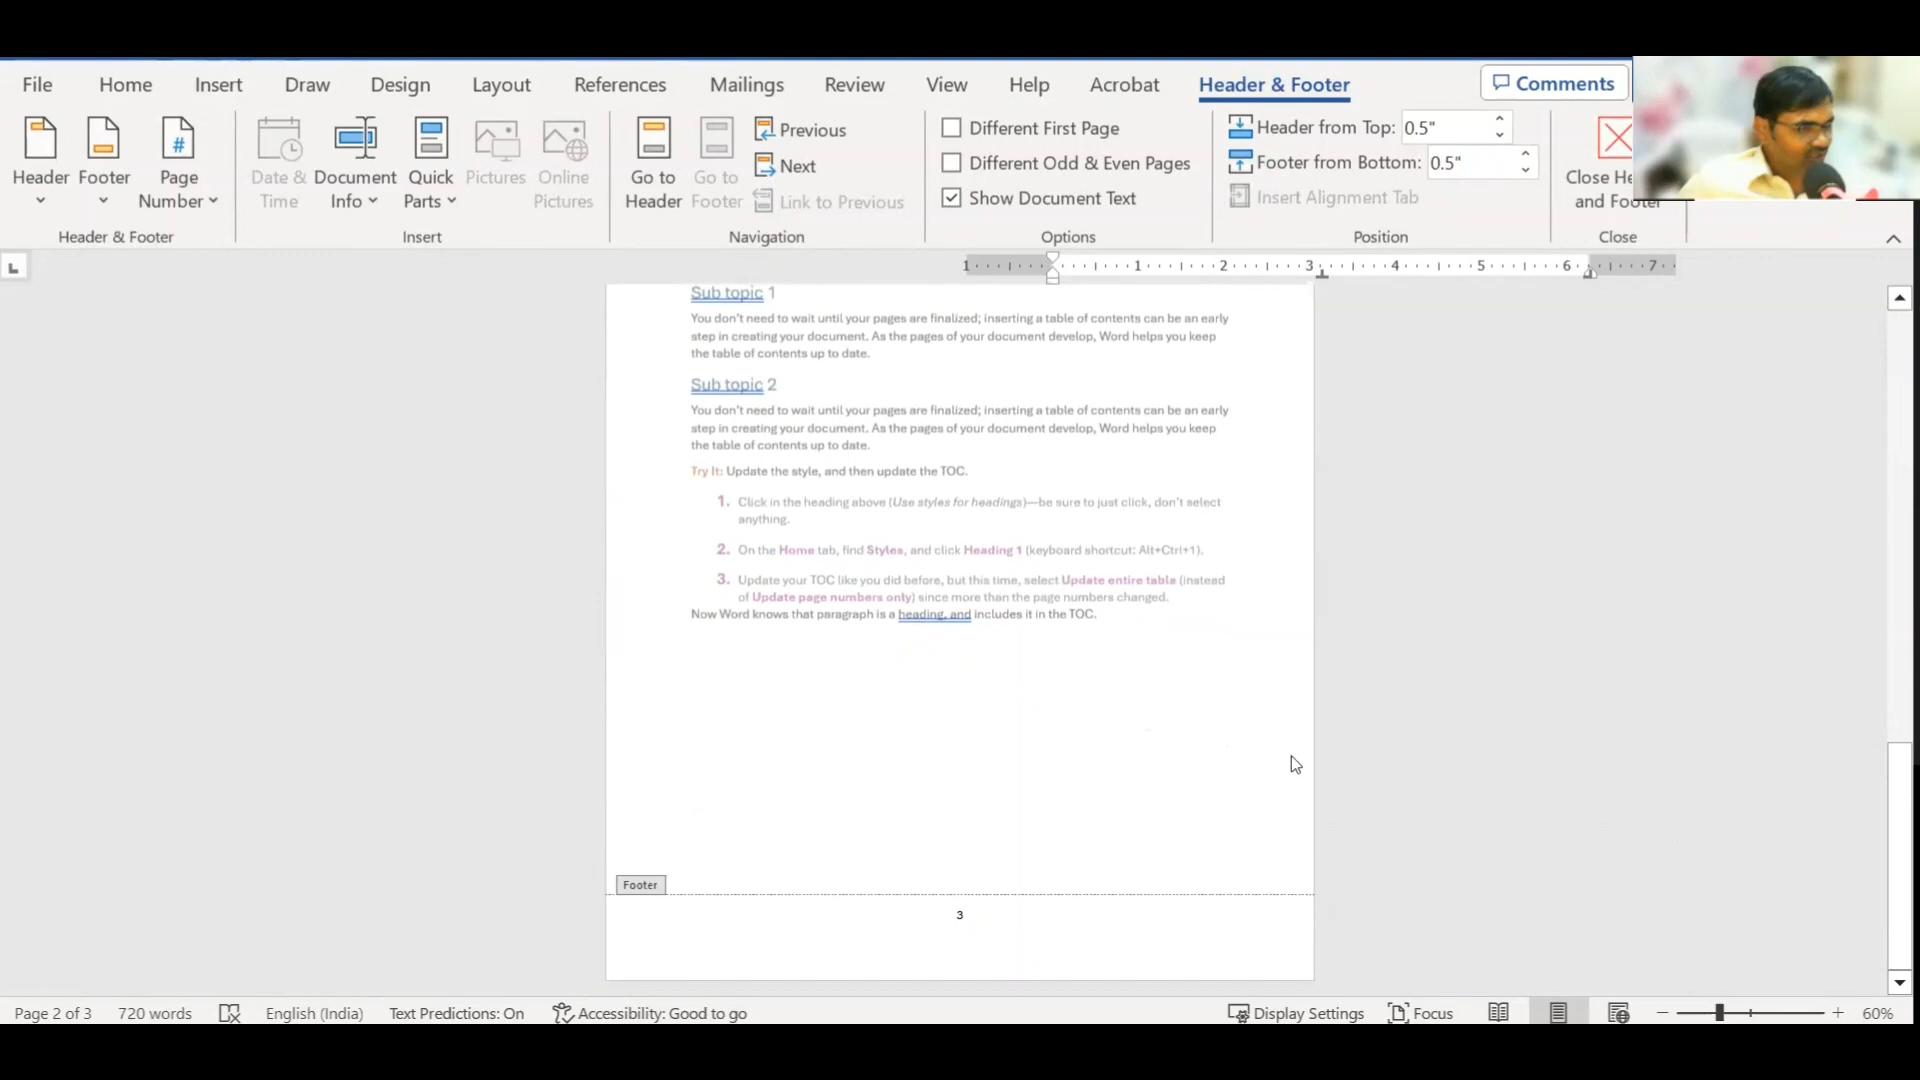 File Home Insert Draw Design Layout References Mailings Review View Help Acrobat Header & Footer Comments
Header Footer Page Number
Header & Footer
Date & Time Document Info Quick Parts Pictures Online Pictures
Insert
Go to Header Go to Footer Previous Next Link to Previous
Navigation
Different First Page
Different Odd & Even Pages
Show Document Text
Options
Header from Top: 0.5"
Footer from Bottom: 0.5"
Insert Alignment Tab
Position
Close He
and Footer
Close
1 1 2 3 4 5 6 7
Sub topic 1
You don't need to wait until your pages are finalized; inserting a table of contents can be an early
step in creating your document. As the pages of your document develop, Word helps you keep
the table of contents up to date.
Sub topic 2
You don't need to wait until your pages are finalized; inserting a table of contents can be an early
step in creating your document. As the pages of your document develop, Word helps you keep
the table of contents up to date.
Try It: Update the style, and then update the TOC.
1. Click in the heading above (Use styles for headings)—be sure to just click, don't select
anything.
2. On the Home tab, find Styles, and click Heading 1 (keyboard shortcut: Alt+Ctrl+1).
3. Update your TOC like you did before, but this time, select Update entire table (instead
of Update page numbers only) since more than the page numbers changed.
Now Word knows that paragraph is a heading, and includes it in the TOC.
Footer
3
Page 2 of 3 720 words English (India) Text Predictions: On Accessibility: Good to go Display Settings Focus 60%